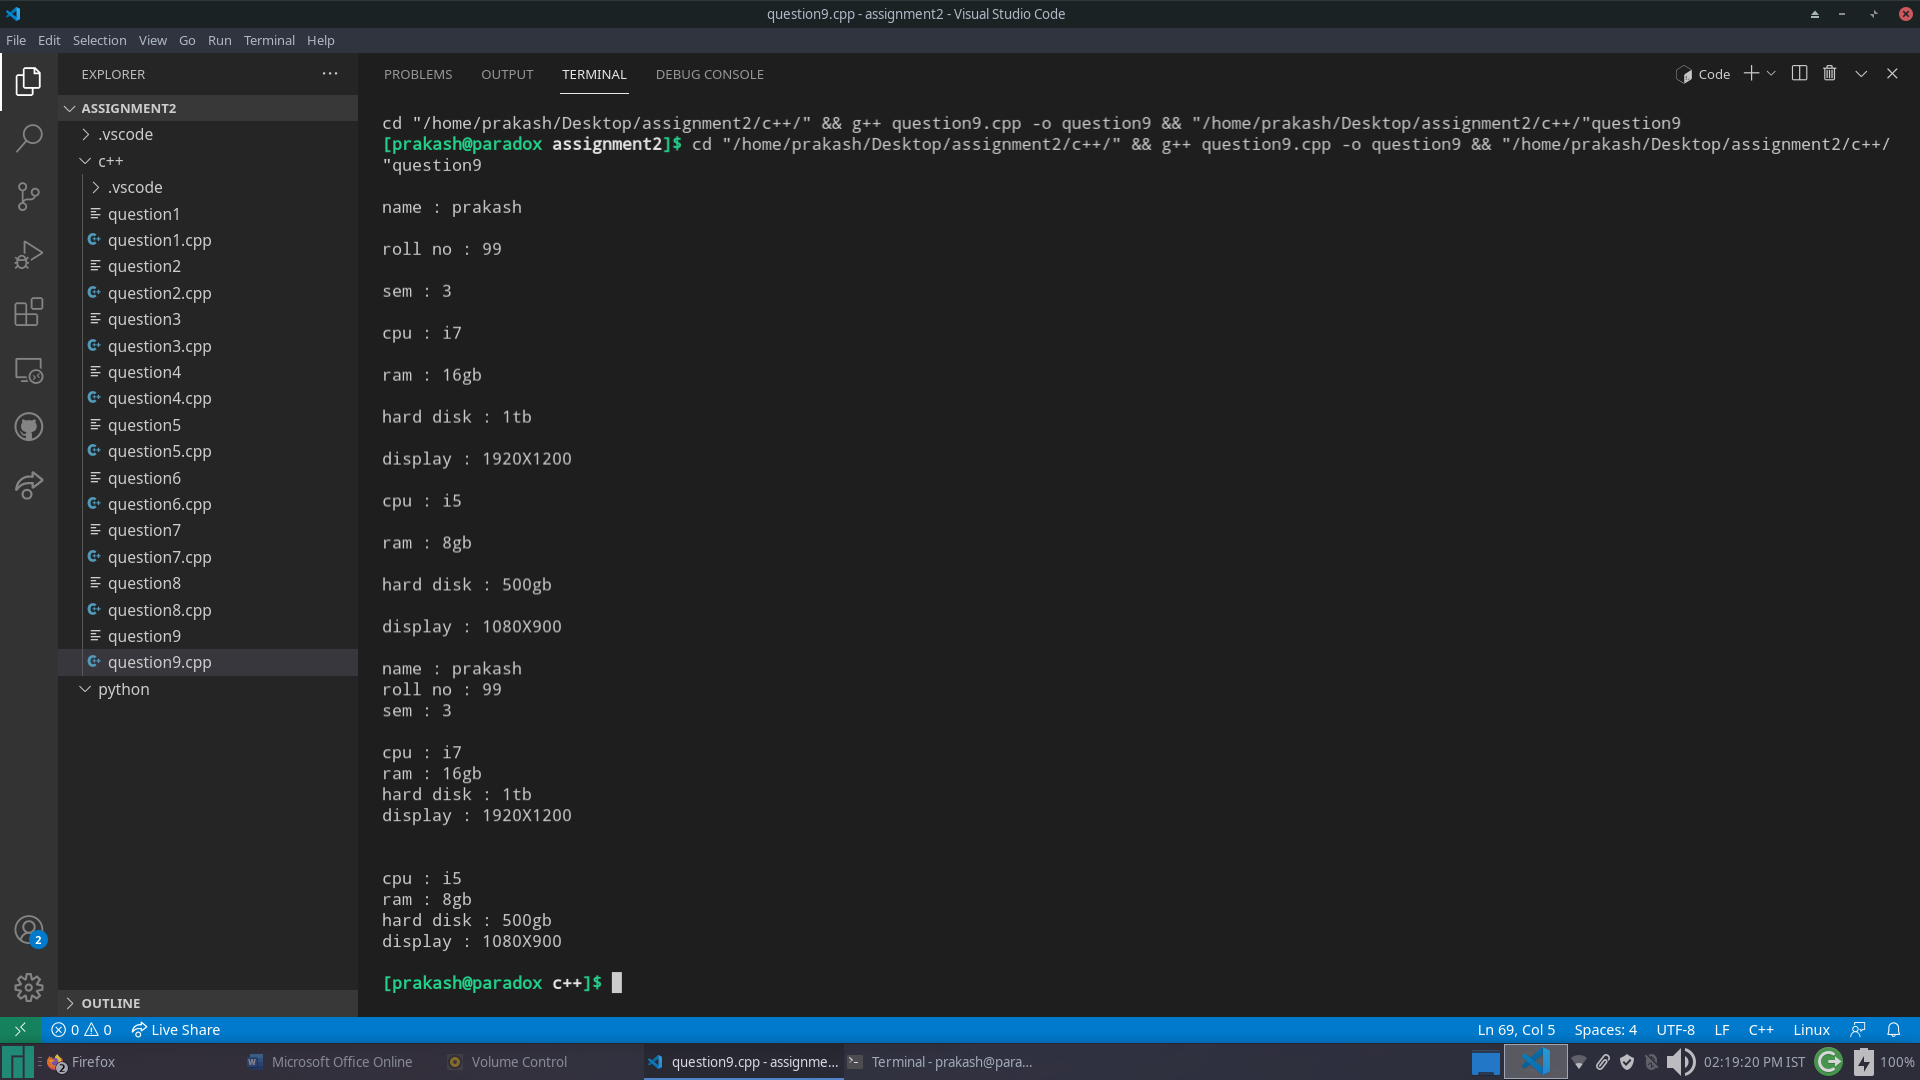 question9.cpp - assignment2 - Visual Studio Code
File Edit Selection View Go Run Terminal Help
EXPLORER
ASSIGNMENT2
.vscode
c++
.vscode
question1
question1.cpp
question2
question2.cpp
question3
question3.cpp
question4
question4.cpp
question5
question5.cpp
question6
question6.cpp
question7
question7.cpp
question8
question8.cpp
question9
question9.cpp
python
OUTLINE
2
PROBLEMS OUTPUT TERMINAL DEBUG CONSOLE
Code
cd "/home/prakash/Desktop/assignment2/c++/" && g++ question9.cpp -o question9 && "/home/prakash/Desktop/assignment2/c++/"question9
[prakash@paradox assignment2]$ cd "/home/prakash/Desktop/assignment2/c++/" && g++ question9.cpp -o question9 && "/home/prakash/Desktop/assignment2/c++/
"question9
name : prakash
roll no : 99
sem : 3
cpu : i7
ram : 16gb
hard disk : 1tb
display : 1920X1200
cpu : i5
ram : 8gb
hard disk : 500gb
display : 1080X900
name : prakash
roll no : 99
sem : 3
cpu : i7
ram : 16gb
hard disk : 1tb
display : 1920X1200
cpu : i5
ram : 8gb
hard disk : 500gb
display : 1080X900
[prakash@paradox c++]$
0 0 Live Share
Ln 69, Col 5 Spaces: 4 UTF-8 LF C++ Linux
2 Firefox Microsoft Office Online Volume Control question9.cpp - assignme... Terminal - prakash@para... 02:19:20 PM IST 100%